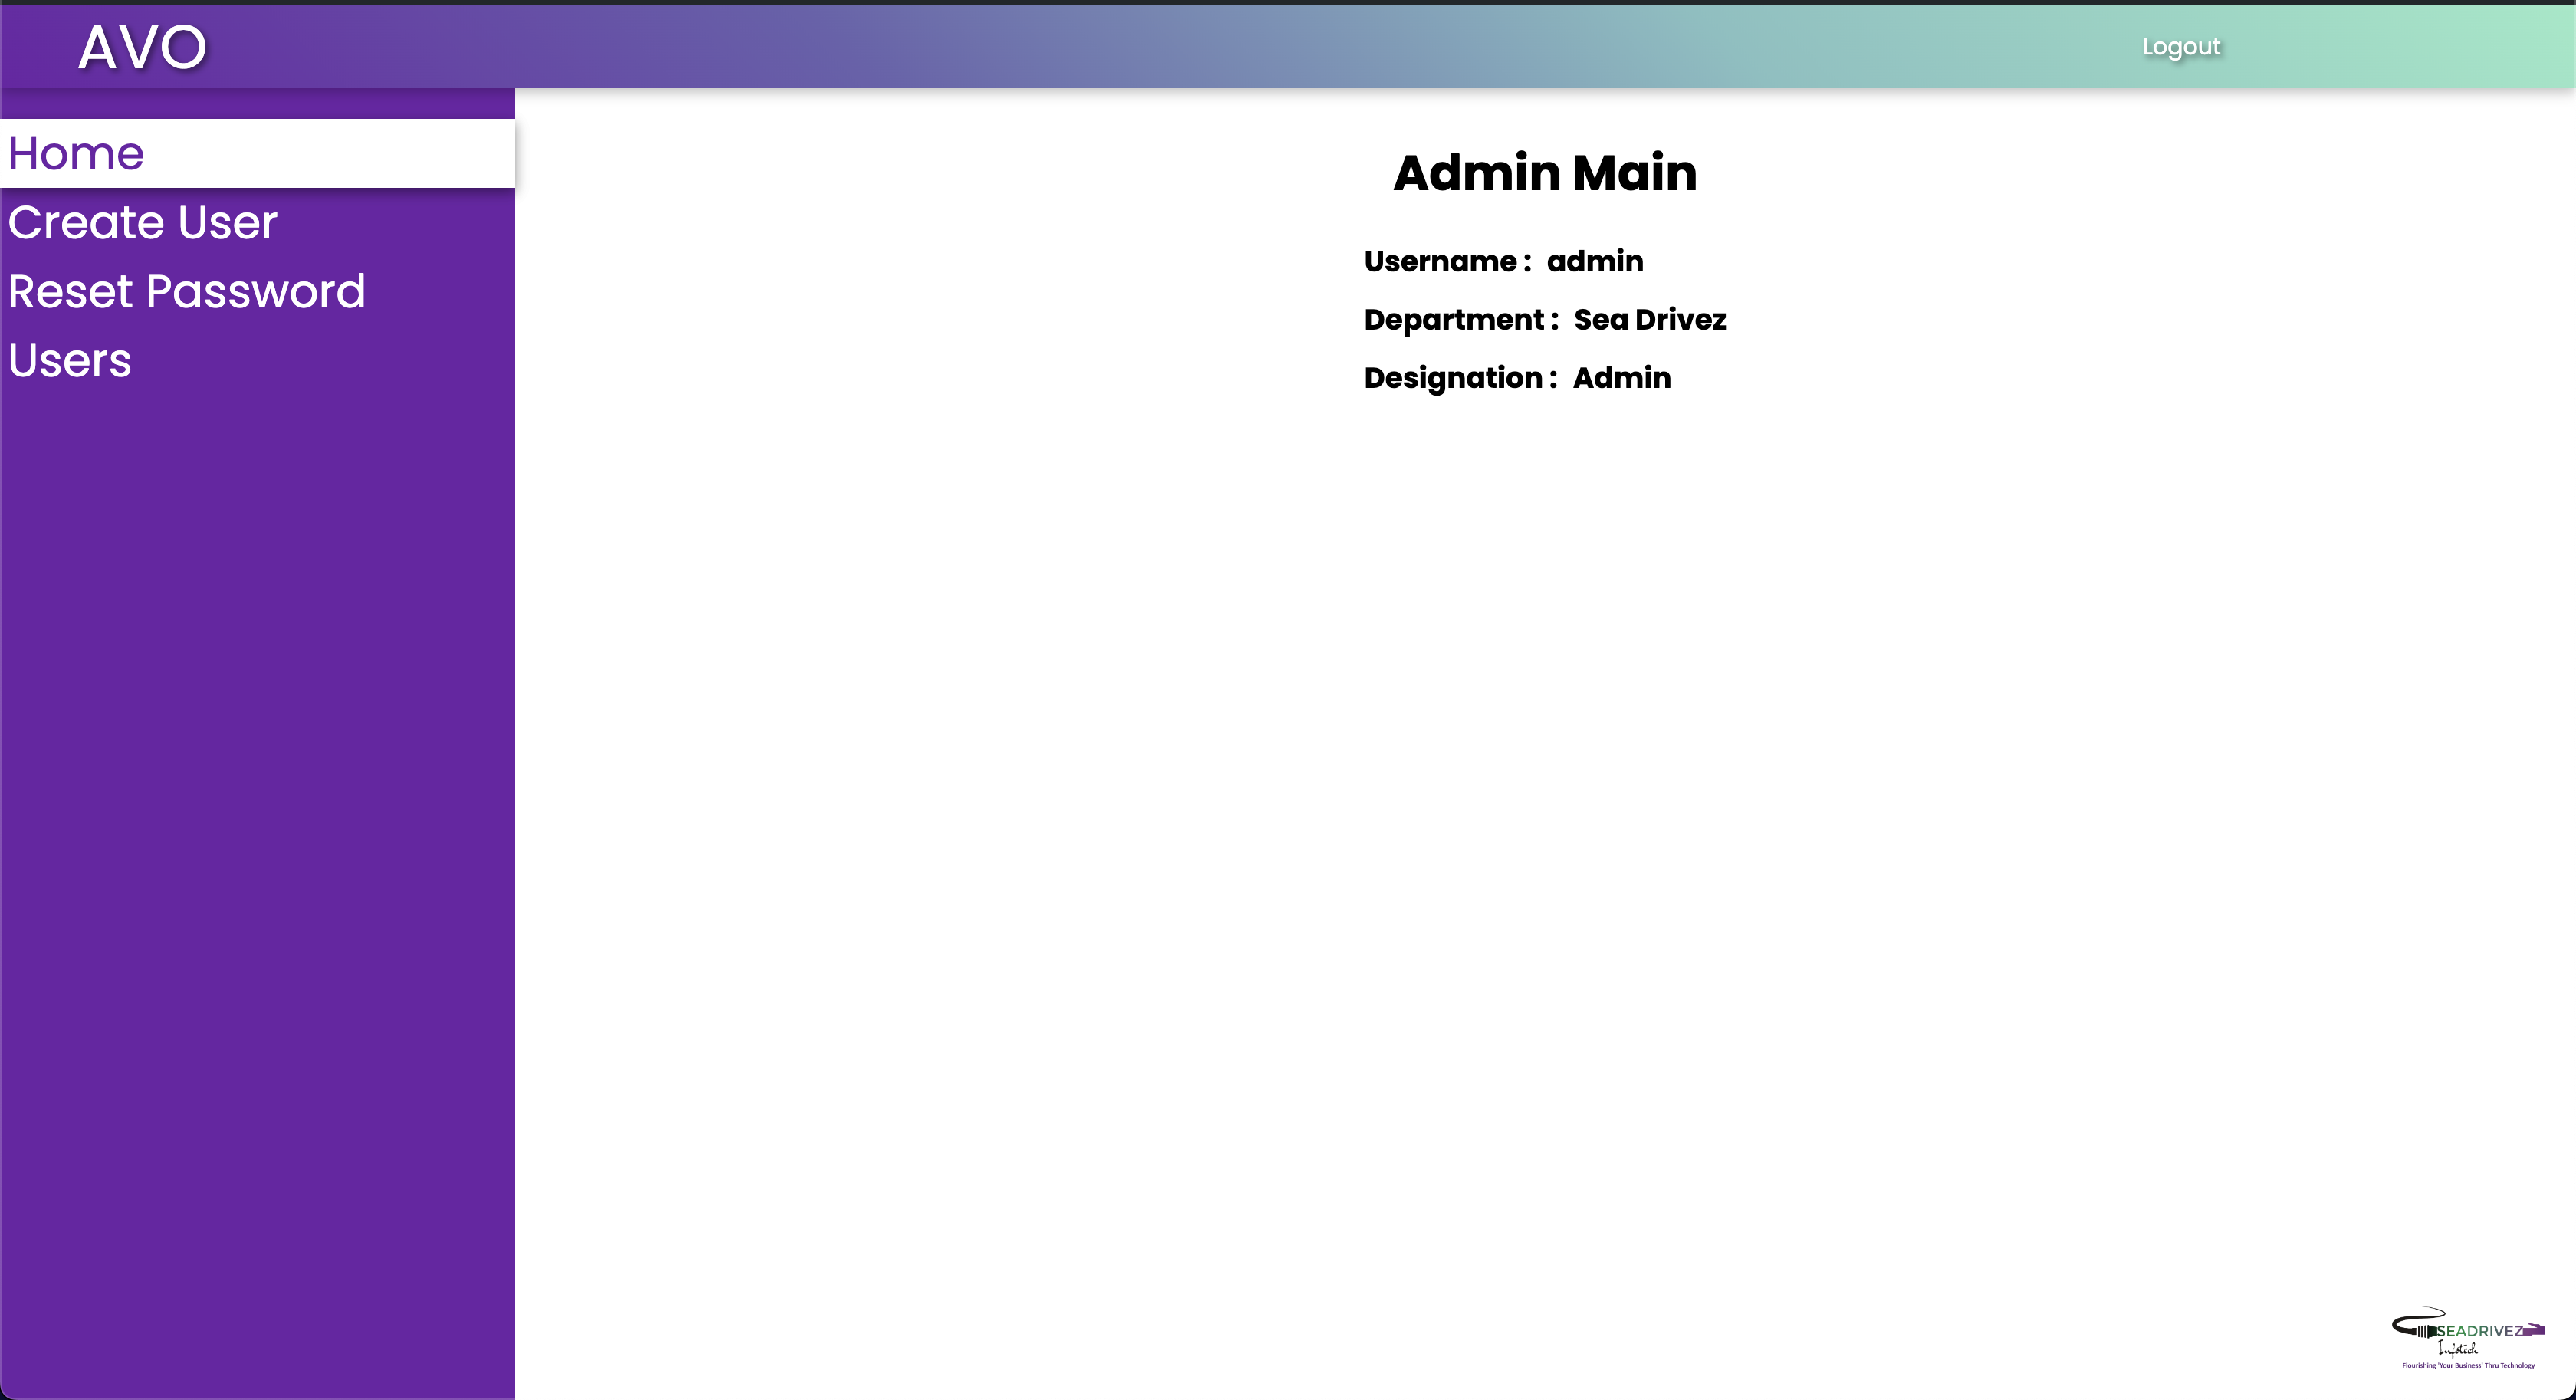 AVO
Logout
Home
Create User
Reset Password
Users
Admin Main
Username : admin
Department : Sea Drivez
Designation : Admin
SEADRIVEZ
Infotech
Flourishing 'Your Business' Thru Technology